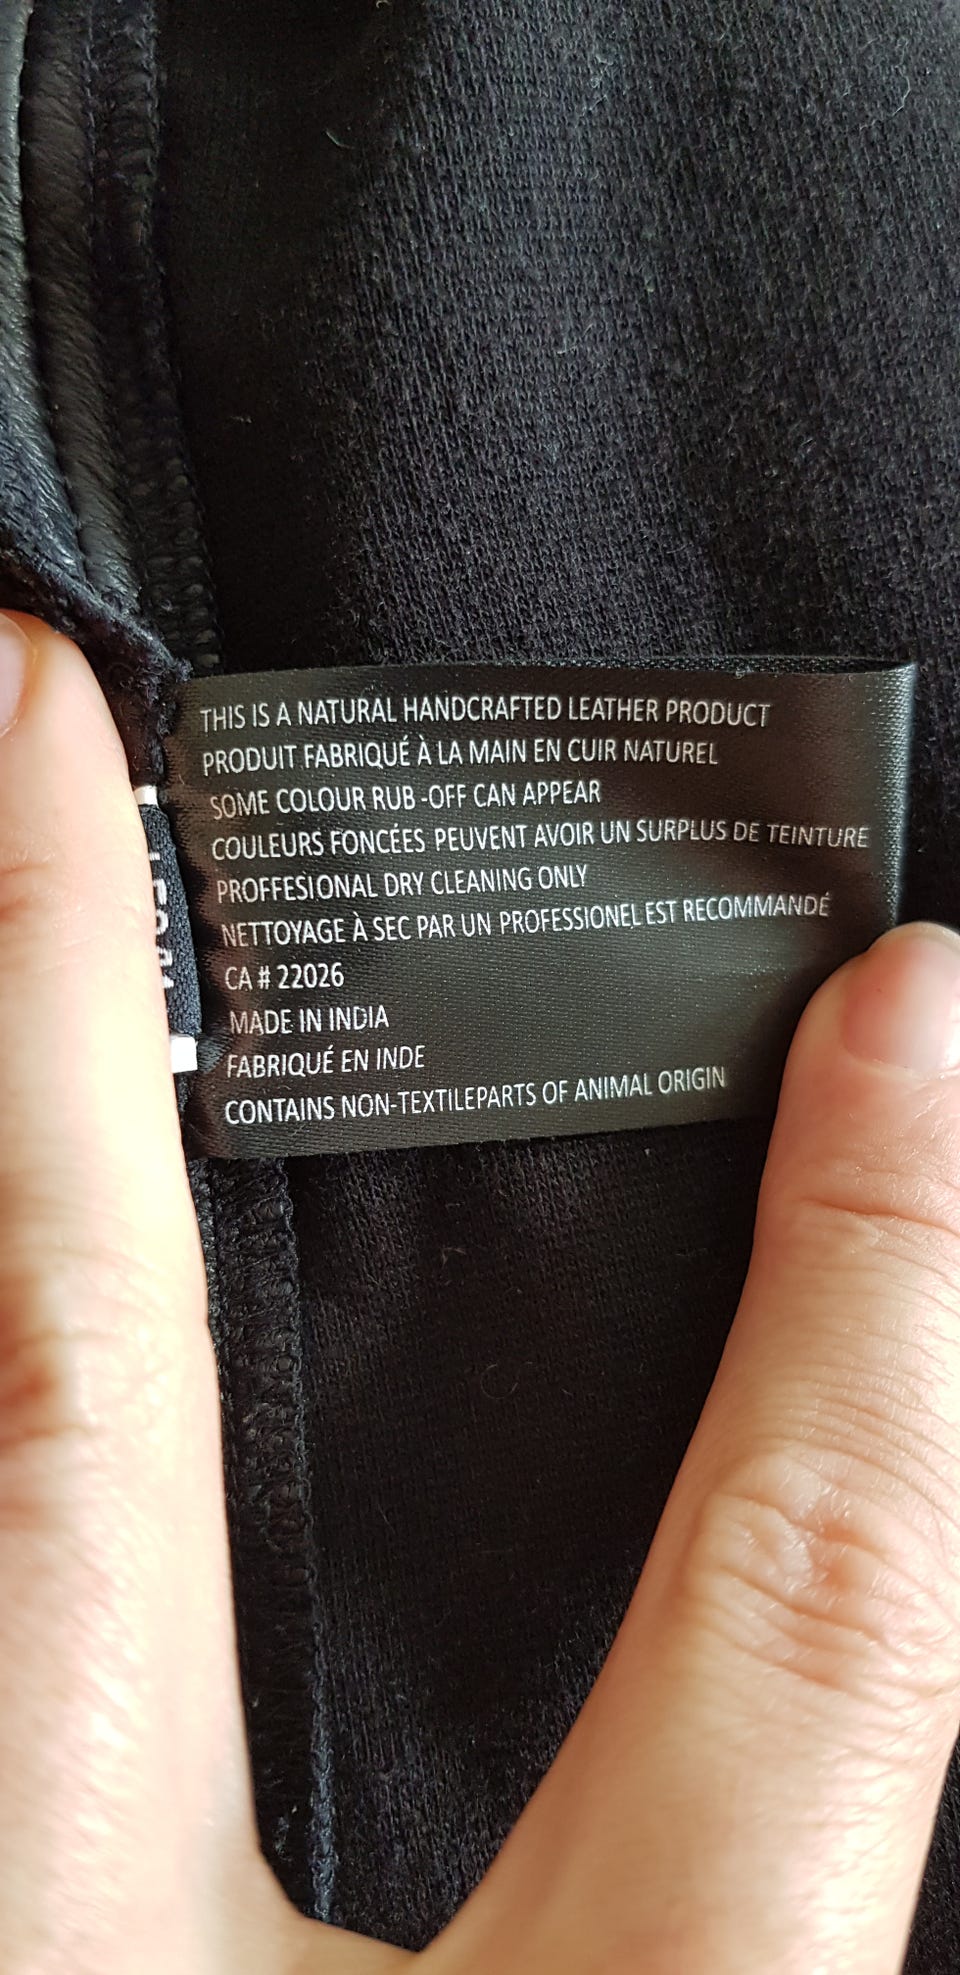 THIS IS A NATURAL HANDCRAFTED LEATHER PRODUCT
PRODUIT FABRIQUÉ À LA MAIN EN CUIR NATUREL
SOME COLOUR RUB-OFF CAN APPEAR
COULEURS FONCÉES PEUVENT AVOIR UN SURPLUS DE TEINTURE
PROFFESIONAL DRY CLEANING ONLY
NETTOYAGE À SEC PAR UN PROFESSIONEL EST RECOMMANDÉ
CA # 22026
MADE IN INDIA
FABRIQUÉ EN INDE
CONTAINS NON-TEXTILEPARTS OF ANIMAL ORIGIN